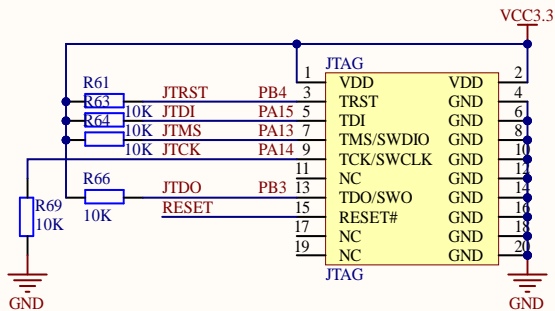 VCC3.3
JTAG
R61 JTRST PB4 1 VDD VDD 2
R63 3 TRST GND 4
10K JTDI PA15 5 TDI GND 6
R64 10K JTMS PA13 7 TMS/SWDIO GND 8
10K JTCK PA14 9 TCK/SWCLK GND 10
11 NC GND 12
R66 JTDO PB3 13 TDO/SWO GND 14
R69 10K RESET 15 RESET# GND 16
10K 17 NC GND 18
19 NC GND 20
JTAG
GND GND